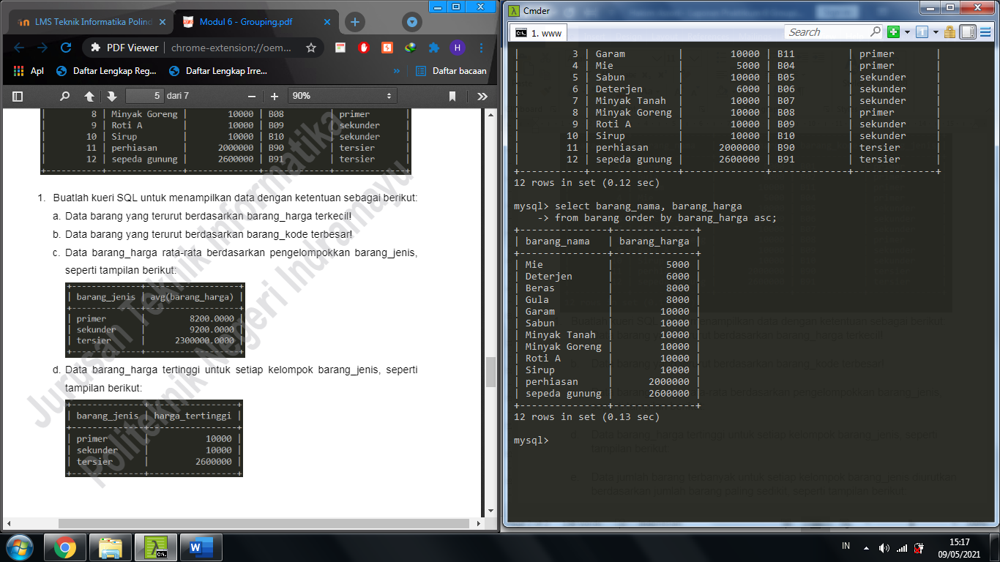 LMS Teknik Informatika Polind
Modul 6 - Grouping.pdf
PDF Viewer
chrome-extension://oem...
H
Apl
Daftar Lengkap Reg...
Daftar Lengkap Irre...
»
Daftar bacaan
5 dari 7
90%
| 8 | Minyak Goreng | 10000 | B08 | primer |
| 9 | Roti A | 10000 | B09 | sekunder |
| 10 | Sirup | 10000 | B10 | sekunder |
| 11 | perhiasan | 2000000 | B90 | tersier |
| 12 | sepeda gunung | 2600000 | B91 | tersier |
1. Buatlah kueri SQL untuk menampilkan data dengan ketentuan sebagai berikut:
a. Data barang yang terurut berdasarkan barang_harga terkecil!
b. Data barang yang terurut berdasarkan barang_kode terbesar!
c. Data barang_harga rata-rata berdasarkan pengelompokkan barang_jenis,
seperti tampilan berikut:
| barang_jenis | avg(barang_harga) |
| primer | 8200.0000 |
| sekunder | 9200.0000 |
| tersier | 2300000.0000 |
d. Data barang_harga tertinggi untuk setiap kelompok barang_jenis, seperti
tampilan berikut:
| barang_jenis | harga_tertinggi |
| primer | 10000 |
| sekunder | 10000 |
| tersier | 2600000 |
Jurusan Teknik Informatika
Politeknik Negeri Indramayu
Cmder
1. www
Search
| 3 | Garam | 10000 | B11 | primer |
| 4 | Mie | 5000 | B04 | primer |
| 5 | Sabun | 10000 | B05 | sekunder |
| 6 | Deterjen | 6000 | B06 | sekunder |
| 7 | Minyak Tanah | 10000 | B07 | sekunder |
| 8 | Minyak Goreng | 10000 | B08 | primer |
| 9 | Roti A | 10000 | B09 | sekunder |
| 10 | Sirup | 10000 | B10 | sekunder |
| 11 | perhiasan | 2000000 | B90 | tersier |
| 12 | sepeda gunung | 2600000 | B91 | tersier |
12 rows in set (0.12 sec)
mysql> select barang_nama, barang_harga
-> from barang order by barang_harga asc;
| barang_nama | barang_harga |
| Mie | 5000 |
| Deterjen | 6000 |
| Beras | 8000 |
| Gula | 8000 |
| Garam | 10000 |
| Sabun | 10000 |
| Minyak Tanah | 10000 |
| Minyak Goreng | 10000 |
| Roti A | 10000 |
| Sirup | 10000 |
| perhiasan | 2000000 |
| sepeda gunung | 2600000 |
12 rows in set (0.13 sec)
mysql>
IN
15:17
09/05/2021